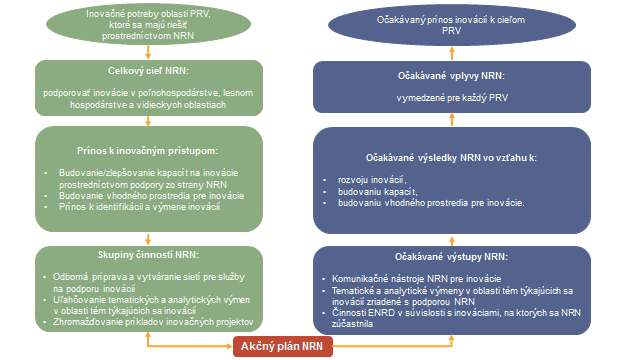 Inovačné potreby oblasti PRV,
ktoré sa majú riešiť
prostredníctvom NRN
Celkový cieľ NRN:
podporovať inovácie v poľnohospodárstve, lesnom
hospodárstve a vidieckych oblastiach
Prínos k inovačným prístupom:
• Budovanie/zlepšovanie kapacít na inovácie
prostredníctvom podpory zo strany NRN
• Budovanie vhodného prostredia pre inovácie
• Prínos k identifikácii a výmene inovácií
Skupiny činností NRN:
• Odborná príprava a vytváranie sietí pre služby
na podporu inovácií
• Uľahčovanie tematických a analytických výmen
v oblasti tém týkajúcich sa inovácií
• Zhromažďovanie príkladov inovačných projektov
Akčný plán NRN
Očakávaný prínos inovácií k cieľom
PRV
Očakávané vplyvy NRN:
vymedzené pre každý PRV
Očakávané výsledky NRN vo vzťahu k:
• rozvoju inovácií,
• budovaniu kapacít,
• budovaniu vhodného prostredia pre inovácie.
Očakávané výstupy NRN:
• Komunikačné nástroje NRN pre inovácie
• Tematické a analytické výmeny v oblasti tém týkajúcich sa
inovácií zriadené s podporou NRN
• Činnosti ENRD v súvislosti s inováciami, na ktorých sa NRN
zúčastnila